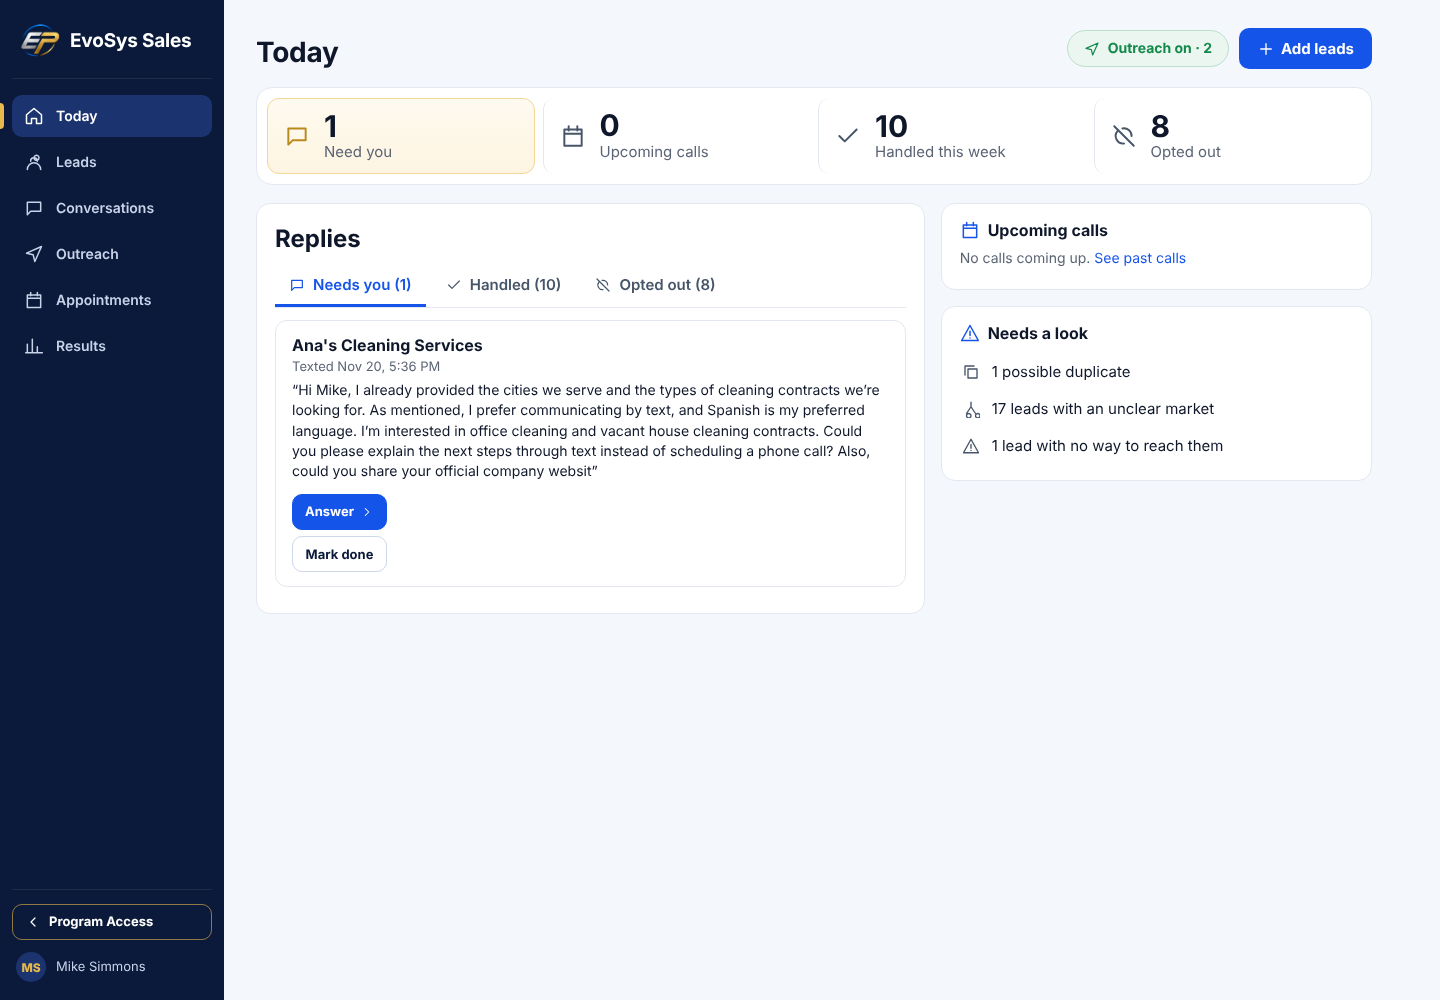 EP EvoSys Sales
Today
Leads
Conversations
Outreach
Appointments
Results
Program Access
MS Mike Simmons
Today
Outreach on · 2
Add leads
1
Need you
0
Upcoming calls
10
Handled this week
8
Opted out
Replies
Needs you (1)
Handled (10)
Opted out (8)
Ana's Cleaning Services
Texted Nov 20, 5:36 PM
“Hi Mike, I already provided the cities we serve and the types of cleaning contracts we’re
looking for. As mentioned, I prefer communicating by text, and Spanish is my preferred
language. I’m interested in office cleaning and vacant house cleaning contracts. Could
you please explain the next steps through text instead of scheduling a phone call? Also,
could you share your official company websit”
Answer
Mark done
Upcoming calls
No calls coming up. See past calls
Needs a look
1 possible duplicate
17 leads with an unclear market
1 lead with no way to reach them